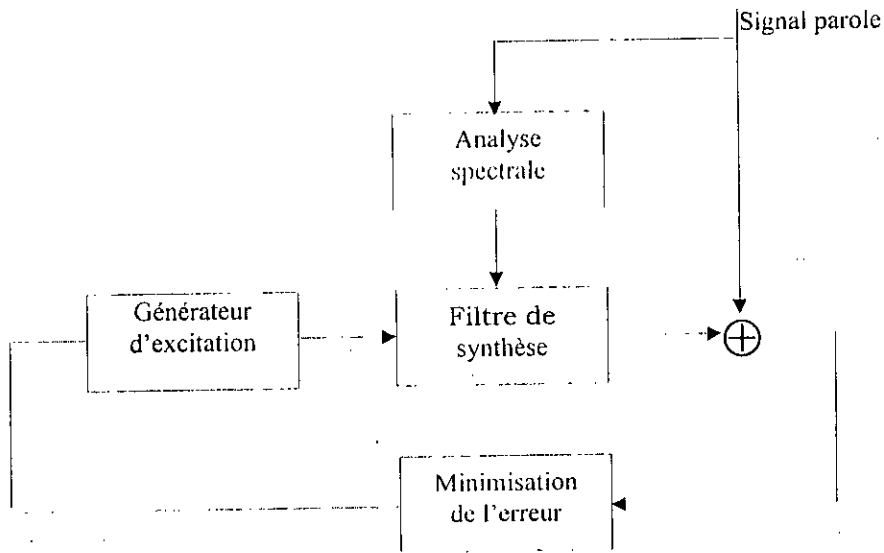 Signal parole
Analyse
spectrale
Générateur
d'excitation
Filtre de
synthèse
Minimisation
de l'erreur